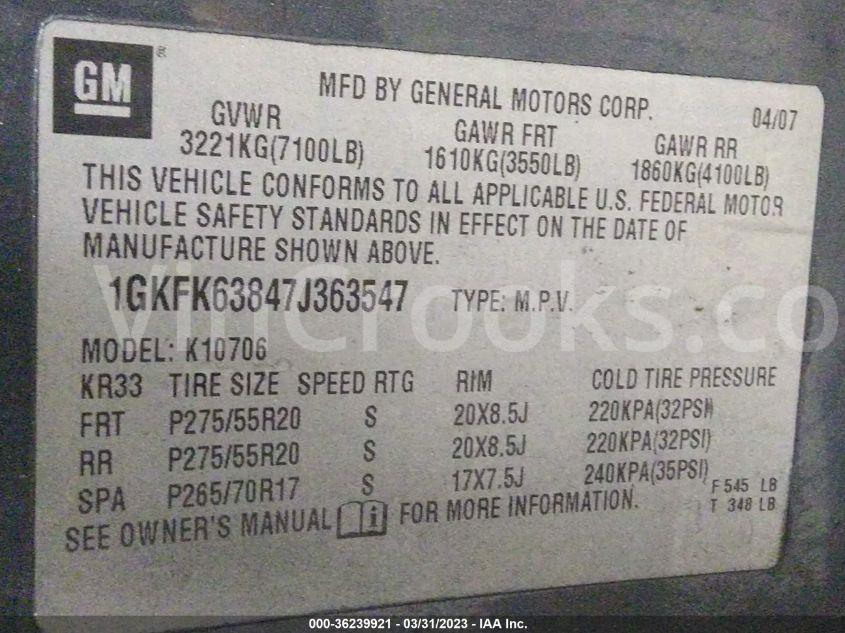 GM ®
MFD BY GENERAL MOTORS CORP. 04/07
GVWR GAWR FRT GAWR RR
3221KG(7100LB) 1610KG(3550LB) 1860KG(4100LB)
THIS VEHICLE CONFORMS TO ALL APPLICABLE U.S. FEDERAL MOTOR
VEHICLE SAFETY STANDARDS IN EFFECT ON THE DATE OF
MANUFACTURE SHOWN ABOVE.
1GKFK63847J363547 TYPE: M.P.V.
VinCrooks.co
MODEL: K10706
KR33 TIRE SIZE SPEED RTG RIM COLD TIRE PRESSURE
FRT P275/55R20 S 20X8.5J 220KPA(32PSI)
RR P275/55R20 S 20X8.5J 220KPA(32PSI)
SPA P265/70R17 S 17X7.5J 240KPA(35PSI)
F 545 LB
T 348 LB
SEE OWNER'S MANUAL i FOR MORE INFORMATION.
000-36239921 - 03/31/2023 - IAA Inc.